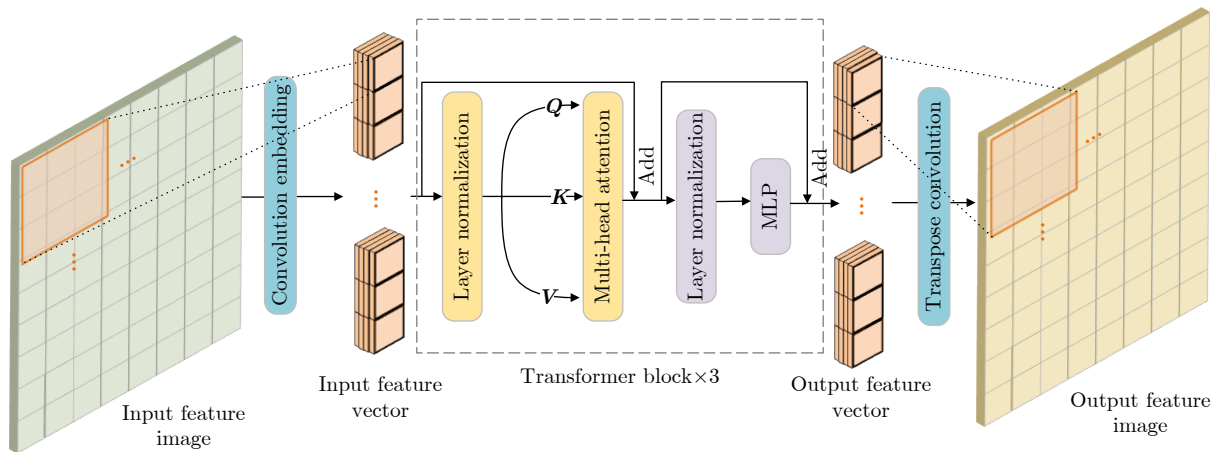 Input feature
image
Convolution embedding
Input feature
vector
Layer normalization
Q
K
V
Multi-head attention
Add
Layer normalization
MLP
Add
Transformer block×3
Output feature
vector
Transpose convolution
Output feature
image